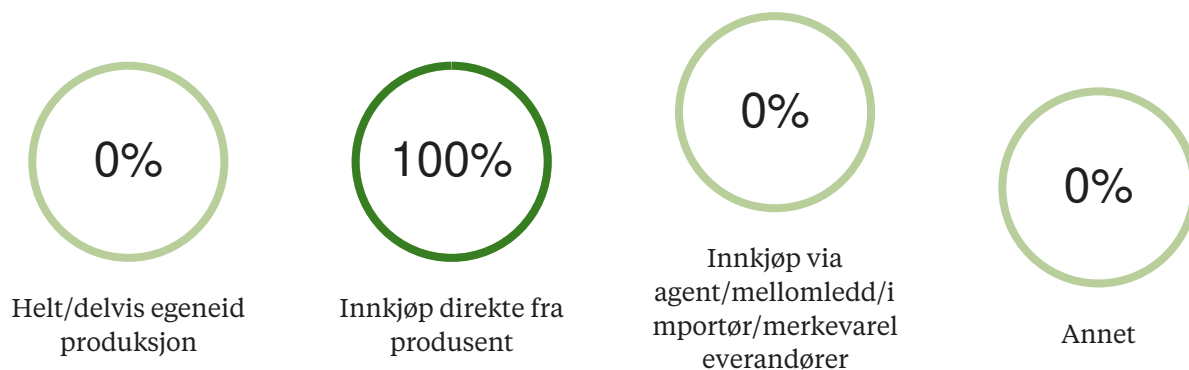 0%
Helt/delvis egeneid
produksjon
100%
Innkjøp direkte fra
produsent
0%
Innkjøp via
agent/mellomledd/i
mportør/merkevarel
everandører
0%
Annet